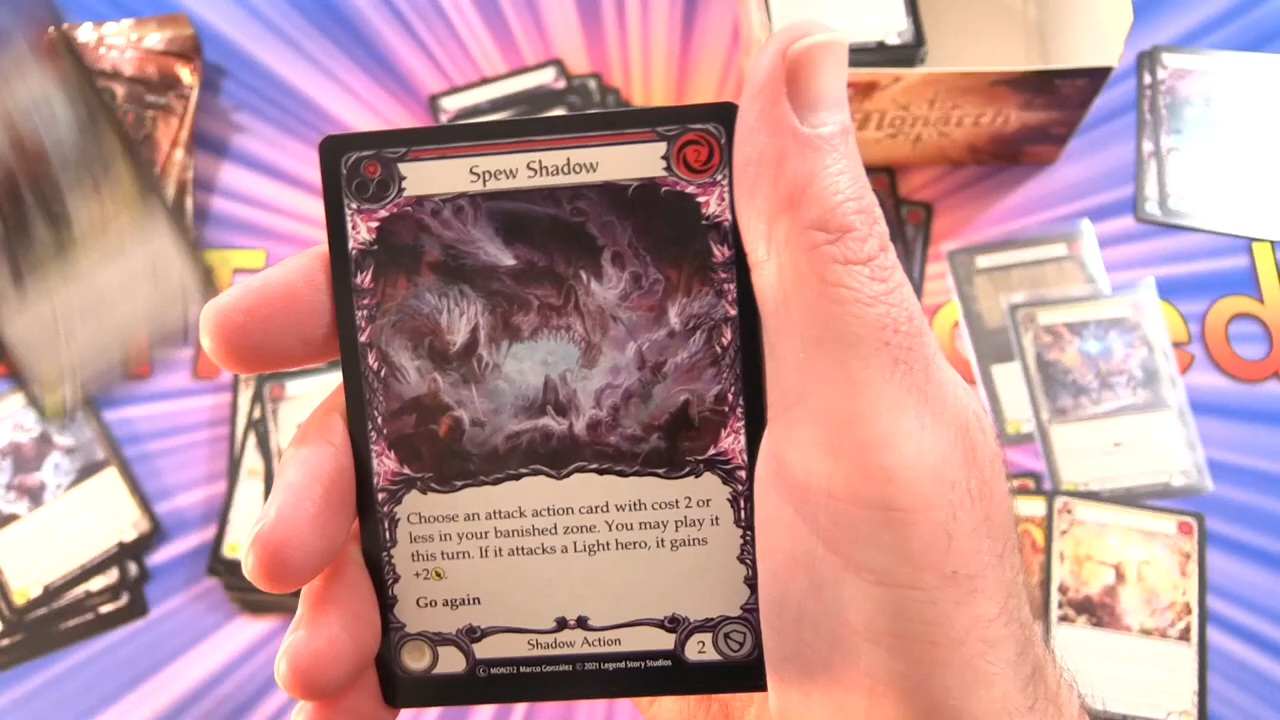 Monarch
Spew Shadow
2
Choose an attack action card with cost 2 or
less in your banished zone. You may play it
this turn. If it attacks a Light hero, it gains
+2
Go again
Shadow Action
2
C MON212 Marco González © 2021 Legend Story Studios
ed